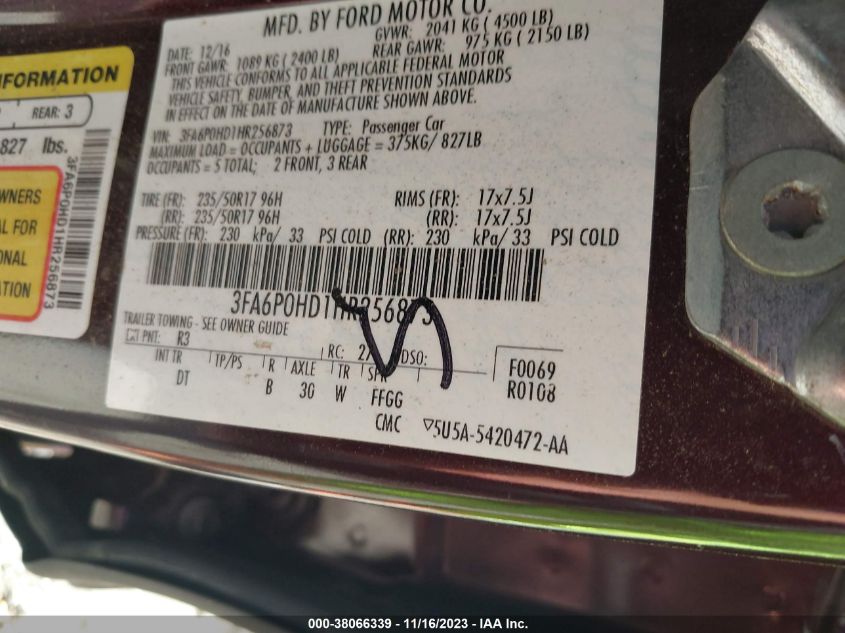 MFD. BY FORD MOTOR CO.
DATE: 12/16
GVWR: 2041 KG ( 4500 LB)
FRONT GAWR: 1089 KG ( 2400 LB)
REAR GAWR: 975 KG ( 2150 LB)
THIS VEHICLE CONFORMS TO ALL APPLICABLE FEDERAL MOTOR
VEHICLE SAFETY, BUMPER, AND THEFT PREVENTION STANDARDS
IN EFFECT ON THE DATE OF MANUFACTURE SHOWN ABOVE.
VIN: 3FA6P0HD1HR256873 TYPE: Passenger Car
MAXIMUM LOAD = OCCUPANTS + LUGGAGE = 375KG/ 827LB
OCCUPANTS = 5 TOTAL; 2 FRONT, 3 REAR
TIRE (FR): 235/50R17 96H RIMS (FR): 17x7.5J
(RR): 235/50R17 96H (RR): 17x7.5J
PRESSURE (FR): 230 kPa/ 33 PSI COLD (RR): 230 kPa/ 33 PSI COLD
3FA6P0HD1HR256873
TRAILER TOWING - SEE OWNER GUIDE
EXT PNT: R3 RC: DSO:
INT TR TP/PS R AXLE TR SPR
DT B 30 W FFGG
CMC
F0069
R0108
5U5A-5420472-AA
INFORMATION
REAR: 3
827 lbs.
OWNERS
AL FOR
ONAL
3FA6P0HD1HR256873
000-38066339 - 11/16/2023 - IAA Inc.